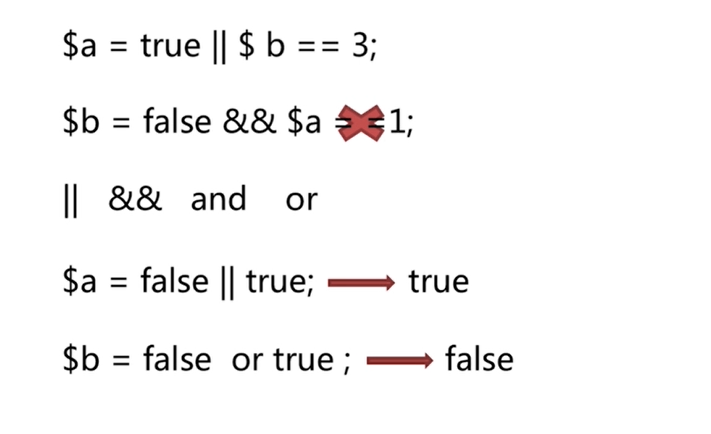 $a = true || $ b == 3;
$b = false && $a == 1;
|| && and or
$a = false || true; true
$b = false or true ; false